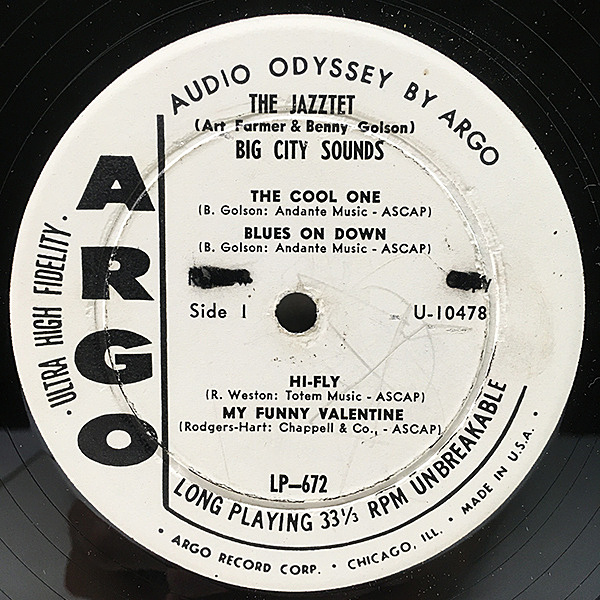 AUDIO ODYSSEY BY ARGO
THE JAZZTET
(Art Farmer & Benny Golson)
BIG CITY SOUNDS
THE COOL ONE
(B. Golson: Andante Music - ASCAP)
BLUES ON DOWN
(B. Golson: Andante Music - ASCAP)
Side 1
U-10478
HI-FLY
(R. Weston: Totem Music - ASCAP)
MY FUNNY VALENTINE
(Rodgers-Hart: Chappell & Co., - ASCAP)
LP–672
ARGO
· ULTRA HIGH FIDELITY ·
LONG PLAYING 33⅓ RPM UNBREAKABLE
• ARGO RECORD CORP. • CHICAGO, ILL. • MADE IN U.S.A. •